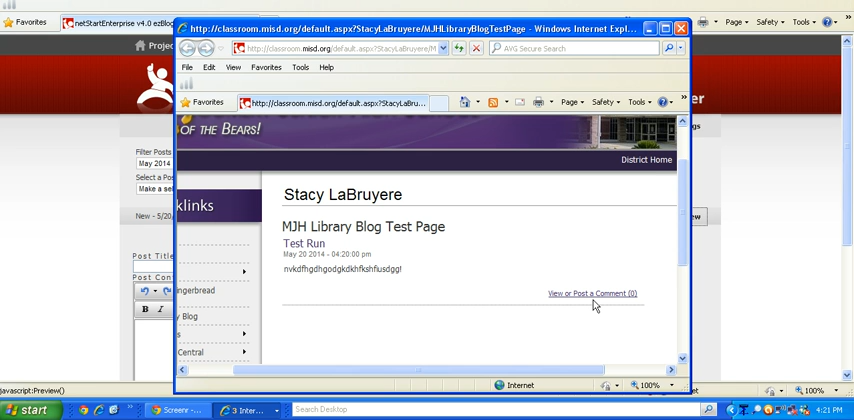 Favorites
netStartEnterprise v4.0 ezBlog
Page
Safety
Tools
http://classroom.misd.org/default.aspx?StacyLaBruyere/MJHLibraryBlogTestPage - Windows Internet Expl...
http://classroom.misd.org/default.aspx?StacyLaBruyere/M
AVG Secure Search
File Edit View Favorites Tools Help
Favorites
http://classroom.misd.org/default.aspx?StacyLaBru...
Page
Safety
Tools
Projec
Filter Posts
May 2014
Select a Pos
Make a sel
New - 5/20/
Post Title
Post Con
B I
OF THE BEARS!
District Home
klinks
Stacy LaBruyere
MJH Library Blog Test Page
Test Run
May 20 2014 - 04:20:00 pm
nvkdfhgdhgodgkdkhfkshfiusdgg!
View or Post a Comment (0)
ngerbread
y Blog
s
Central
javascript:Preview()
Internet
100%
100%
start
Screenr -...
3 Inter...
Search Desktop
4:21 PM